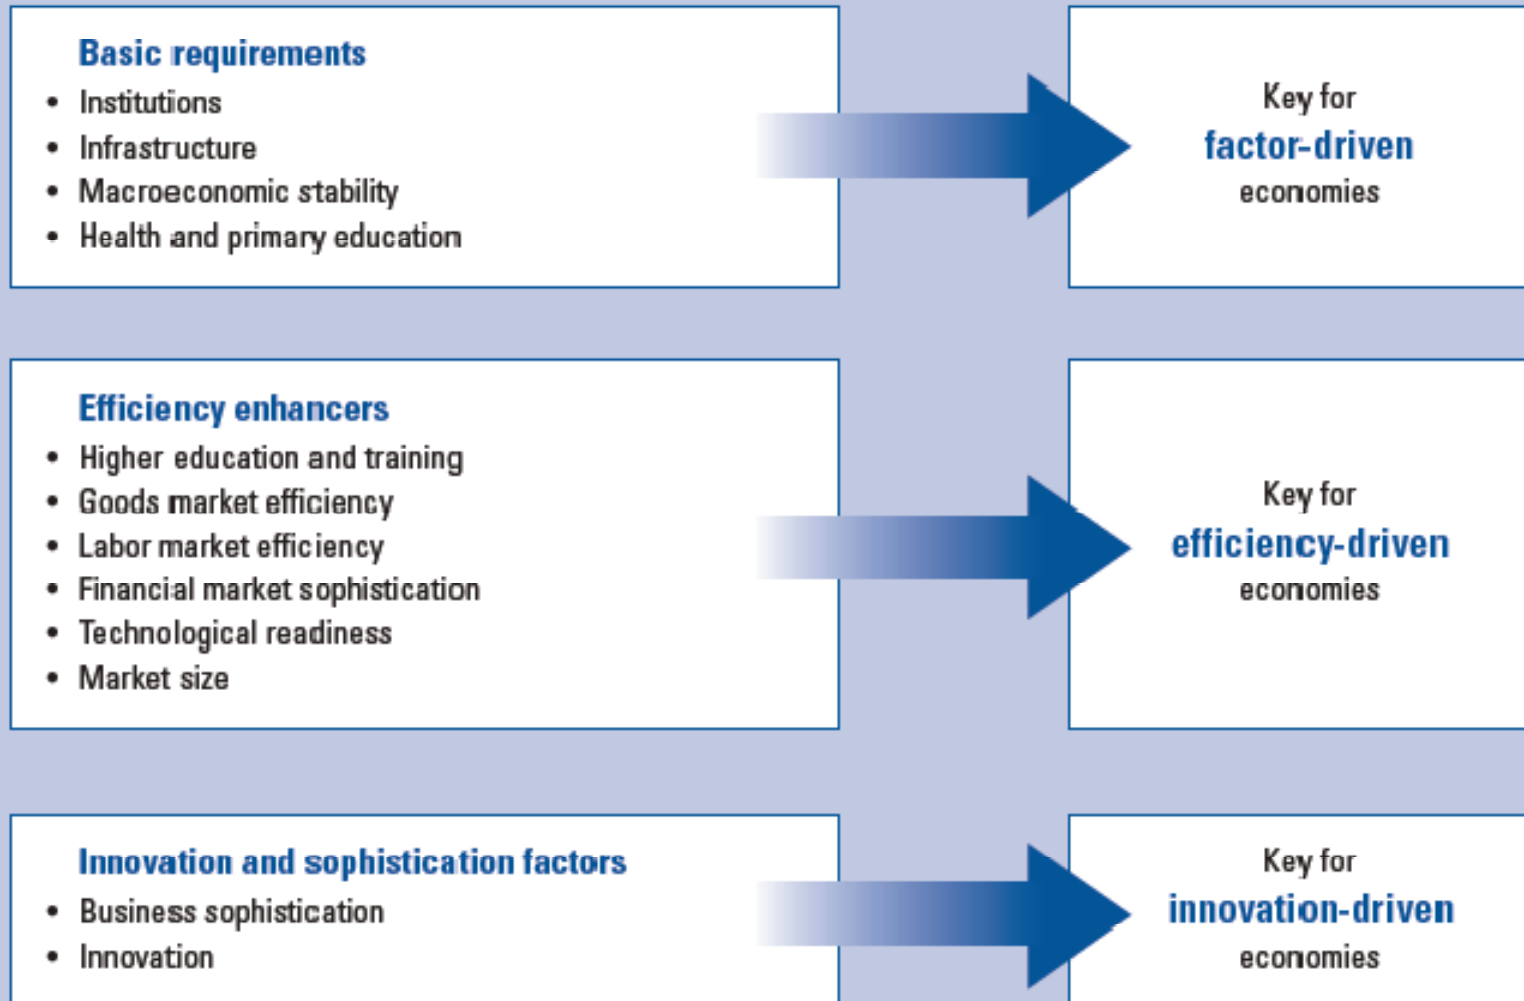 Basic requirements
• Institutions
• Infrastructure
• Macroeconomic stability
• Health and primary education
Key for
factor-driven
economies
Efficiency enhancers
• Higher education and training
• Goods market efficiency
• Labor market efficiency
• Financial market sophistication
• Technological readiness
• Market size
Key for
efficiency-driven
economies
Innovation and sophistication factors
• Business sophistication
• Innovation
Key for
innovation-driven
economies